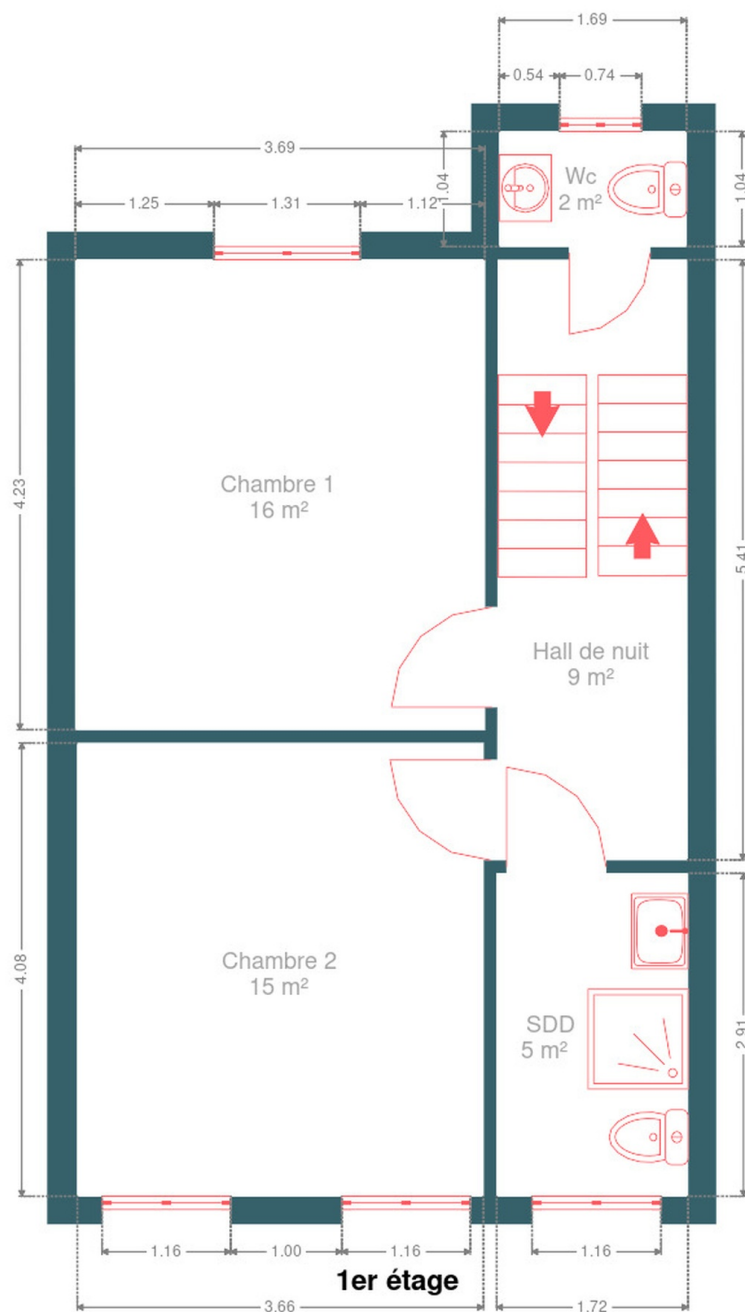 1.69
0.54
0.74
3.69
1.04
Wc
2 m²
1.04
1.25
1.31
1.12
4.23
Chambre 1
16 m²
5.41
Hall de nuit
9 m²
4.08
Chambre 2
15 m²
SDD
5 m²
2.91
1.16
1.00
1.16
1.16
1er étage
3.66
1.72